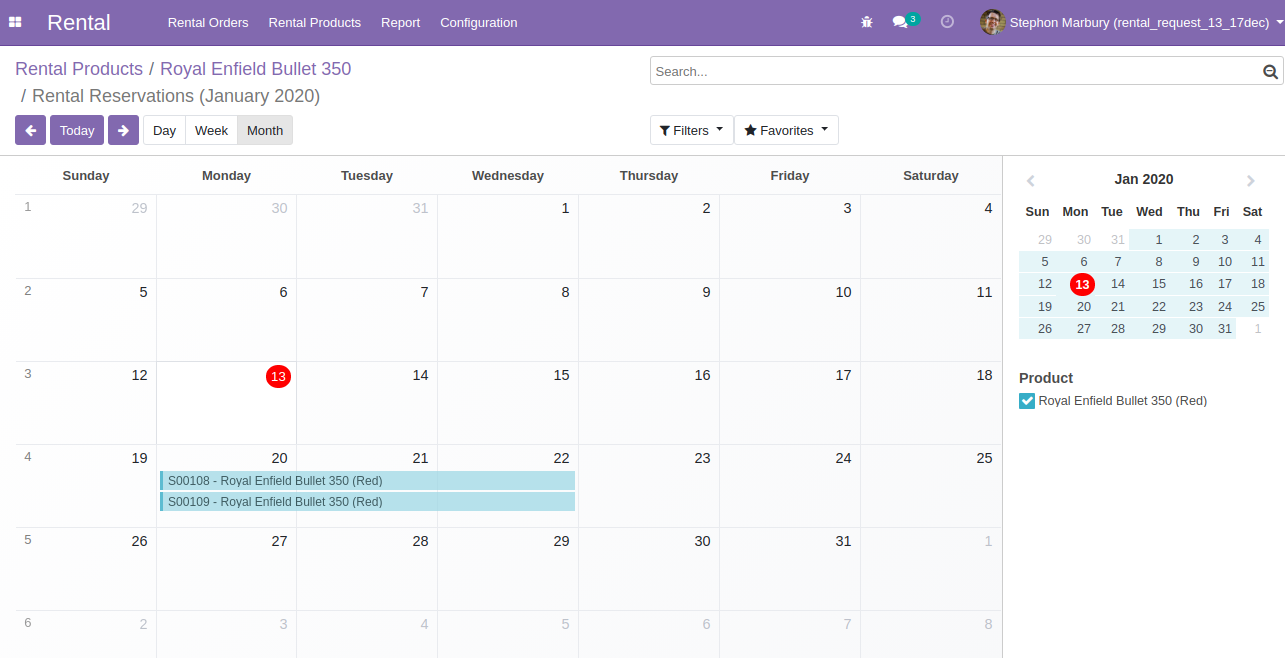 Rental Rental Orders Rental Products Report Configuration 3 Stephon Marbury (rental_request_13_17dec)
Rental Products / Royal Enfield Bullet 350
/ Rental Reservations (January 2020)
Search...
Today Day Week Month Filters Favorites
Sunday Monday Tuesday Wednesday Thursday Friday Saturday
1 29 30 31 1 2 3 4
2 5 6 7 8 9 10 11
3 12 13 14 15 16 17 18
4 19 20 21 22 23 24 25
S00108 - Royal Enfield Bullet 350 (Red)
S00109 - Royal Enfield Bullet 350 (Red)
5 26 27 28 29 30 31 1
6 2 3 4 5 6 7 8
Jan 2020
Sun Mon Tue Wed Thu Fri Sat
29 30 31 1 2 3 4
5 6 7 8 9 10 11
12 13 14 15 16 17 18
19 20 21 22 23 24 25
26 27 28 29 30 31 1
Product
Royal Enfield Bullet 350 (Red)